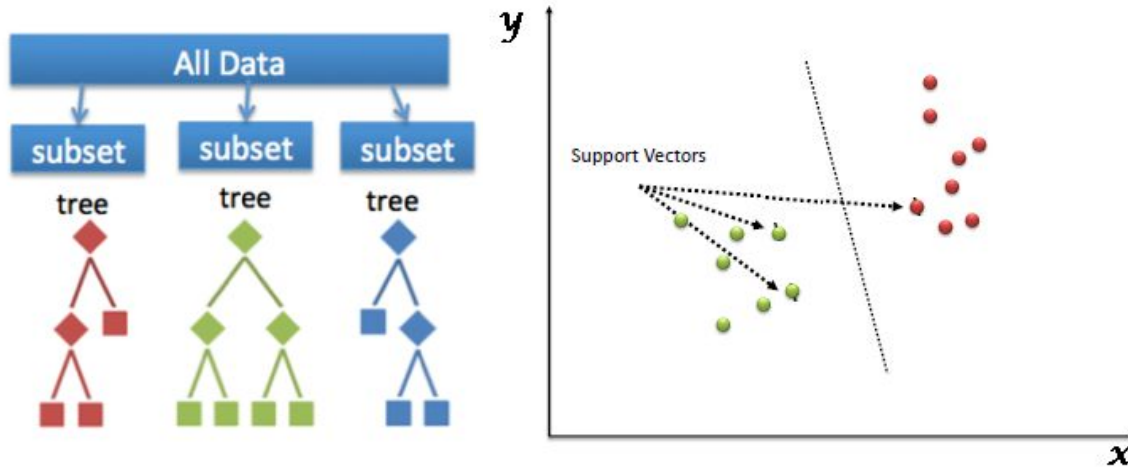 All Data
subset
subset
subset
tree
tree
tree
y
Support Vectors
x